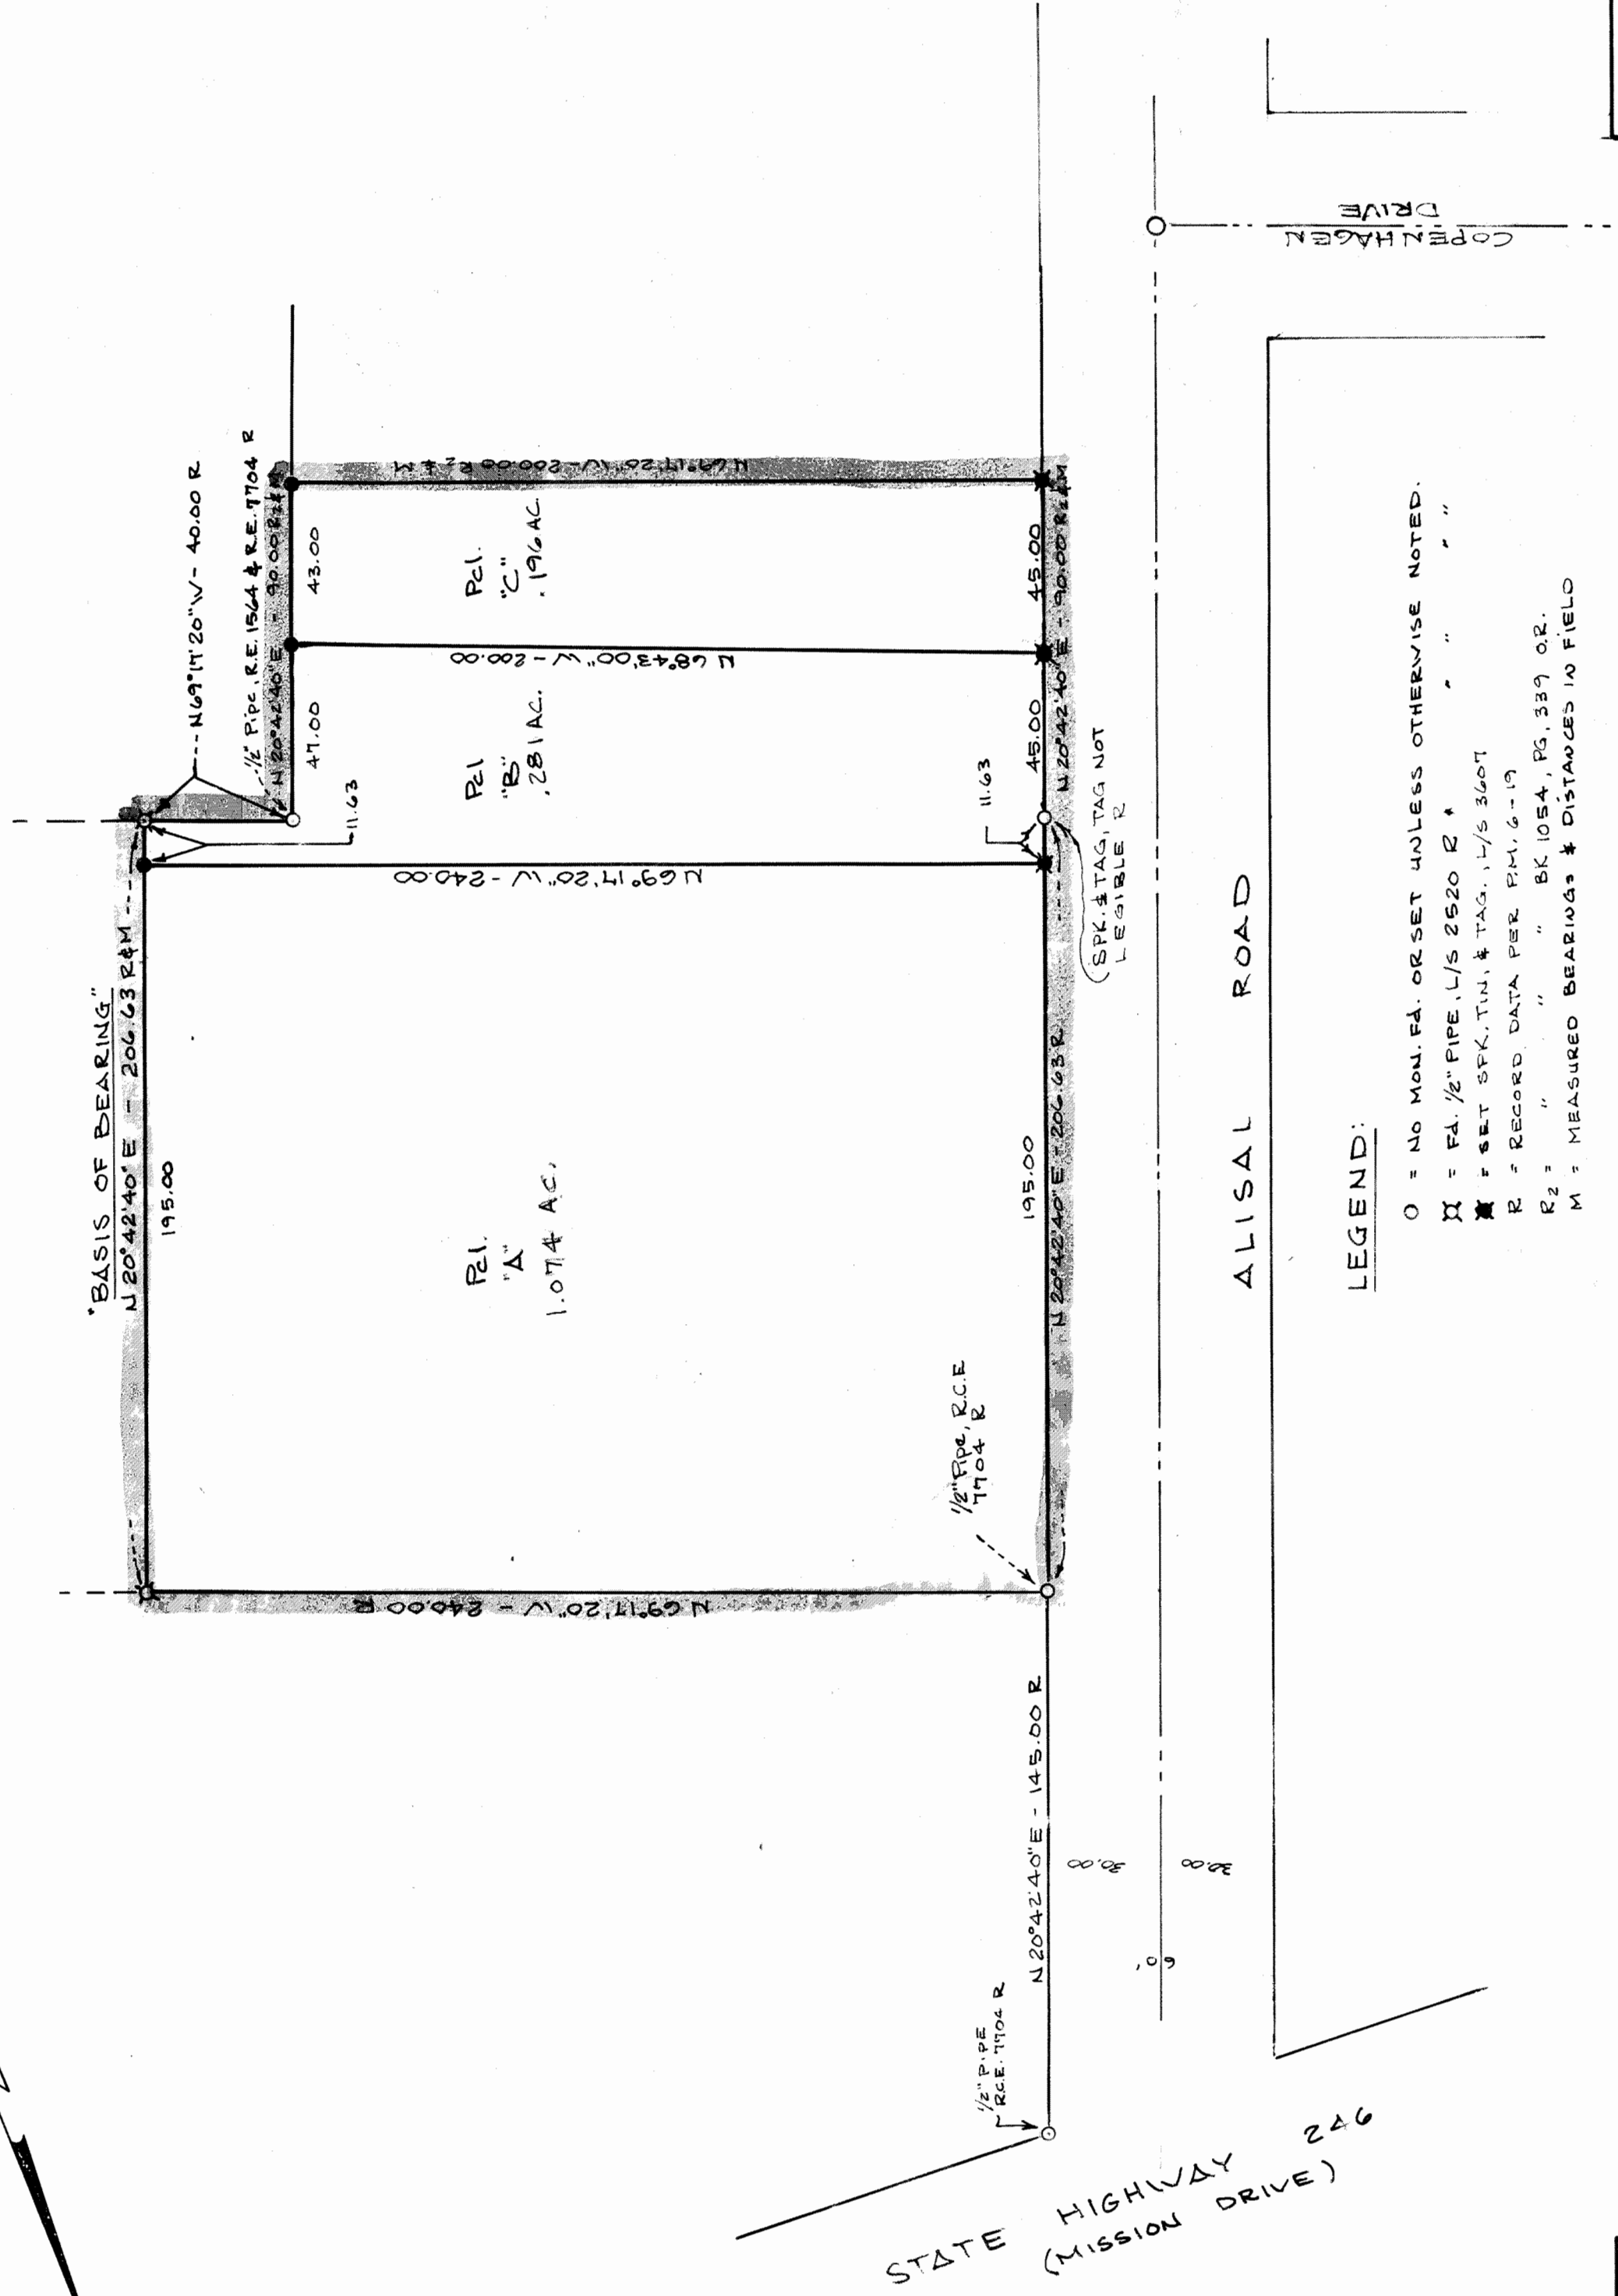 "BASIS OF BEARING"
N 20°42'40"E - 206.63 R&M
195.00
N69°17'20"W - 40.00 R
1/2" Pipe, R.E. 1564 & R.E. 7704 R
N 20°42'40"E - 90.00 R2&M
47.00
43.00
11.63
N 69°17'20" W - 240.00 R
Pcl.
"A"
1.074 AC.
N 69°17'20" W - 240.00
Pcl
"B"
.281 AC.
N 68°43'00" W - 200.00
Pcl.
"C"
.196 AC.
N 69°17'20" W - 200.00 R2 & M
1/2" Pipe, R.C.E
7704 R
195.00
11.63
45.00
45.00
N 20°42'40"E - 206.63 R
N 20°42'40"E - 90.00 R2&M
(SPK. & TAG, TAG NOT
LEGIBLE R
1/2" PIPE
R.C.E. 7704 R
N 20°42'40"E - 145.00 R
30.00
30.00
60'
ALISAL ROAD
COPENHAGEN
DRIVE
STATE HIGHWAY 246
(MISSION DRIVE)
LEGEND:
O = NO MON. Fd. OR SET UNLESS OTHERWISE NOTED.
= Fd. 1/2" PIPE, L/S 2520 R " " " "
= SET SPK. TIN, & TAG., L/S 3607
R = RECORD DATA PER P.M. 6-19
R2 = " " " BK 1054, PG, 339 O.R.
M = MEASURED BEARINGS & DISTANCES IN FIELD